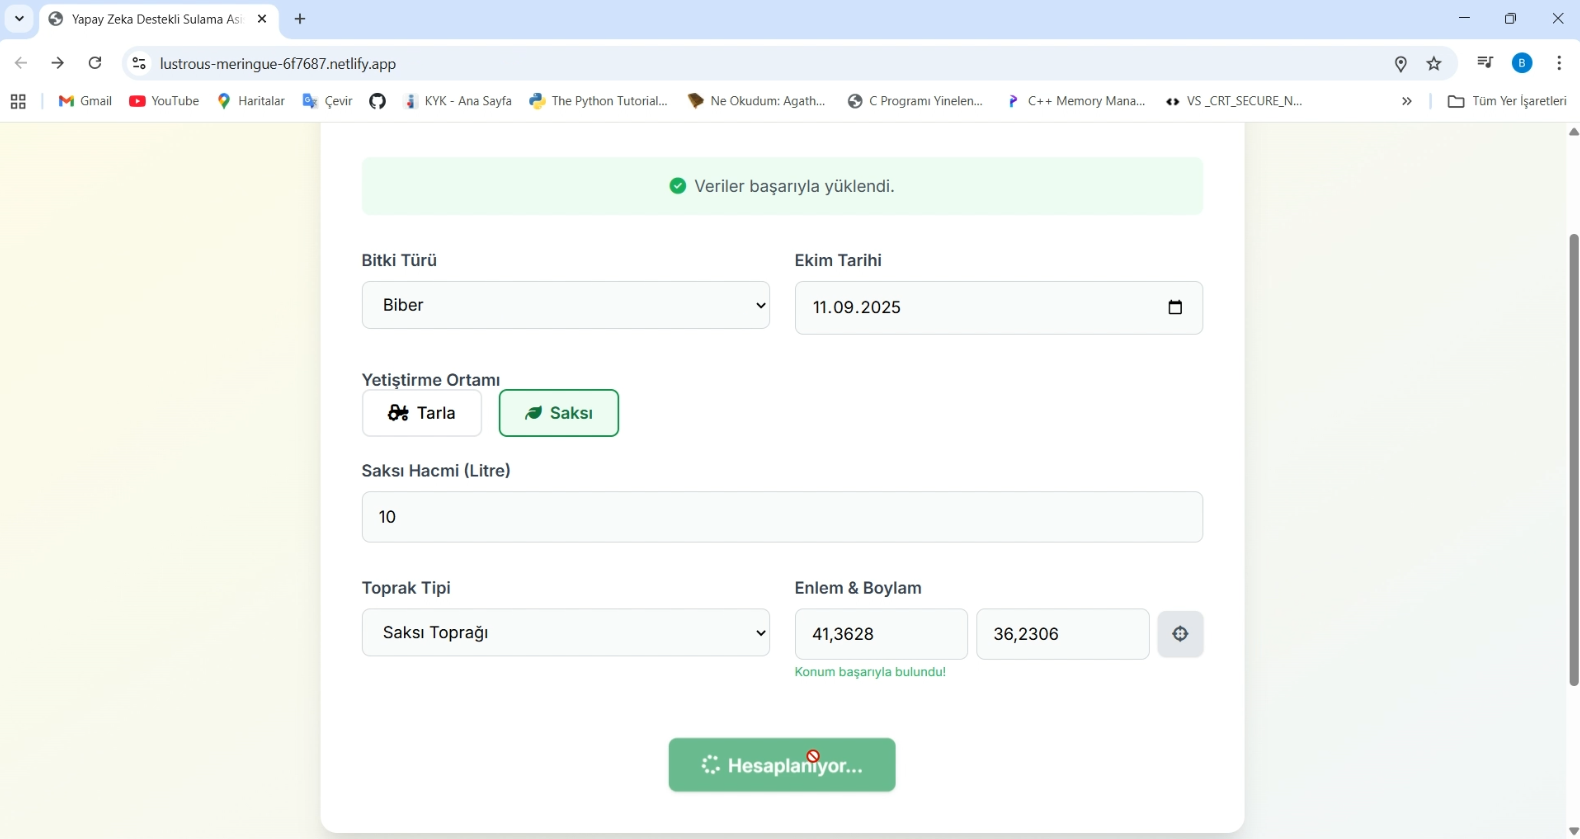 Yapay Zeka Destekli Sulama Asi
lustrous-meringue-6f7687.netlify.app
B
Gmail
YouTube
Haritalar
Çevir
KYK - Ana Sayfa
The Python Tutorial...
Ne Okudum: Agath...
C Programı Yinelen...
C++ Memory Mana...
VS _CRT_SECURE_N...
»
Tüm Yer İşaretleri
Veriler başarıyla yüklendi.
Bitki Türü
Ekim Tarihi
Biber
11.09.2025
Yetiştirme Ortamı
Tarla
Saksı
Saksı Hacmi (Litre)
10
Toprak Tipi
Enlem & Boylam
Saksı Toprağı
41,3628
36,2306
Konum başarıyla bulundu!
Hesaplanıyor...